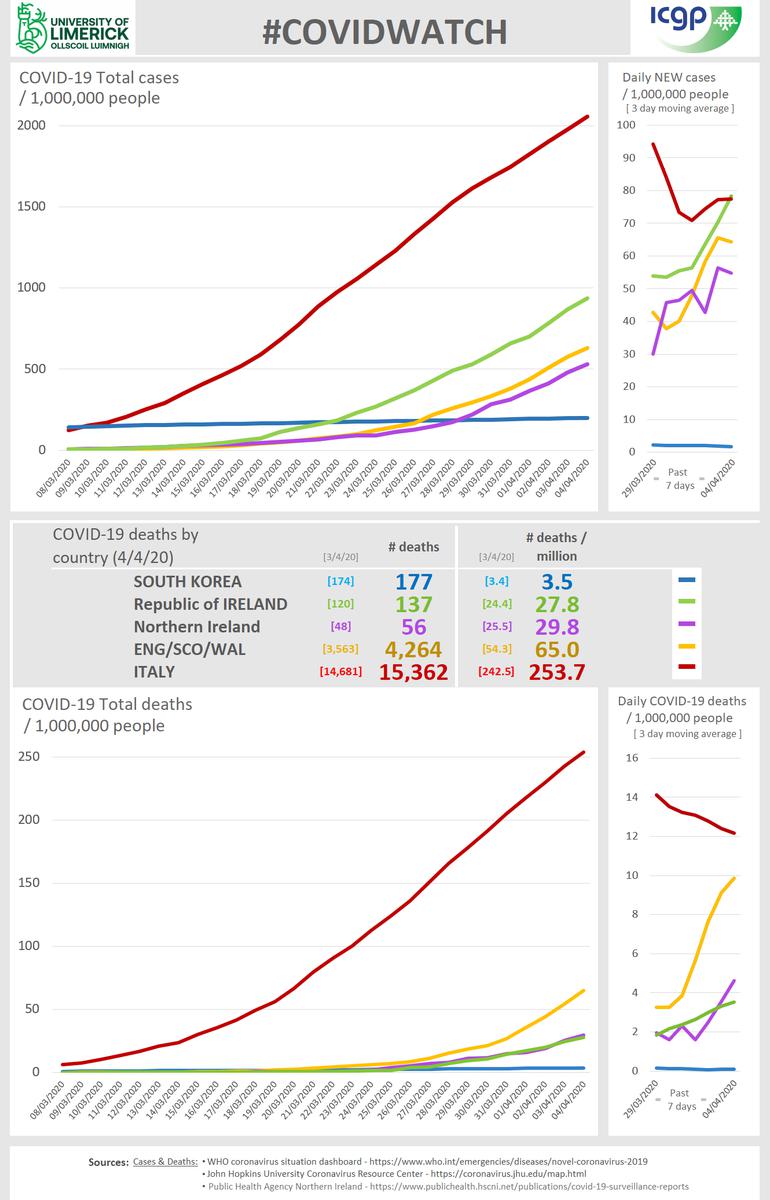 UNIVERSITY OF
LIMERICK
OLLSCOIL LUIMNIGH
#COVIDWATCH
icgp
COVID-19 Total cases
/ 1,000,000 people
2000
1500
1000
500
0
08/03/2020 09/03/2020 10/03/2020 11/03/2020 12/03/2020 13/03/2020 14/03/2020 15/03/2020 16/03/2020 17/03/2020 18/03/2020 19/03/2020 20/03/2020 21/03/2020 22/03/2020 23/03/2020 24/03/2020 25/03/2020 26/03/2020 27/03/2020 28/03/2020 29/03/2020 30/03/2020 31/03/2020 01/04/2020 02/04/2020 03/04/2020 04/04/2020
Daily NEW cases
/ 1,000,000 people
[ 3 day moving average ]
100
90
80
70
60
50
40
30
20
10
0
29/03/2020 04/04/2020
Past
7 days
COVID-19 deaths by
country (4/4/20)
[3/4/20] # deaths [3/4/20] # deaths /
million
SOUTH KOREA [174] 177 [3.4] 3.5
Republic of IRELAND [120] 137 [24.4] 27.8
Northern Ireland [48] 56 [25.5] 29.8
ENG/SCO/WAL [3,563] 4,264 [54.3] 65.0
ITALY [14,681] 15,362 [242.5] 253.7
COVID-19 Total deaths
/ 1,000,000 people
250
200
150
100
50
0
08/03/2020 09/03/2020 10/03/2020 11/03/2020 12/03/2020 13/03/2020 14/03/2020 15/03/2020 16/03/2020 17/03/2020 18/03/2020 19/03/2020 20/03/2020 21/03/2020 22/03/2020 23/03/2020 24/03/2020 25/03/2020 26/03/2020 27/03/2020 28/03/2020 29/03/2020 30/03/2020 31/03/2020 01/04/2020 02/04/2020 03/04/2020 04/04/2020
Daily COVID-19 deaths
/ 1,000,000 people
[ 3 day moving average ]
16
14
12
10
8
6
4
2
0
29/03/2020 04/04/2020
Past
7 days
Sources: Cases & Deaths: • WHO coronavirus situation dashboard - https://www.who.int/emergencies/diseases/novel-coronavirus-2019
• John Hopkins University Coronavirus Resource Center - https://coronavirus.jhu.edu/map.html
• Public Health Agency Northern Ireland - https://www.publichealth.hscni.net/publications/covid-19-surveillance-reports